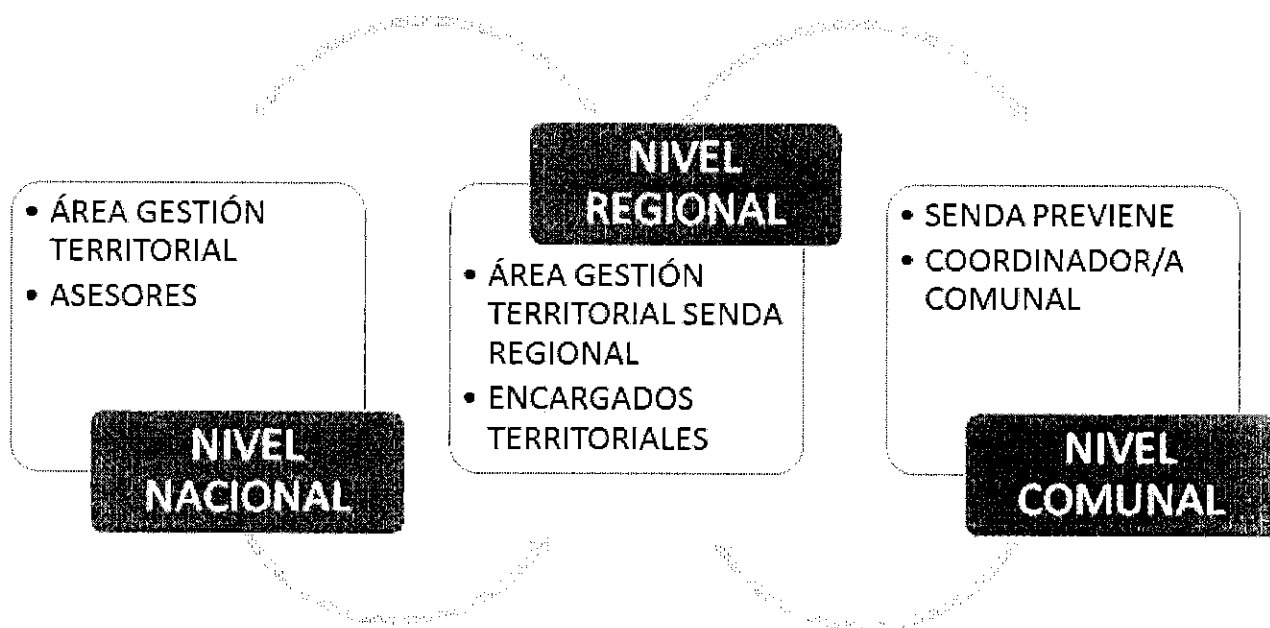 • ÁREA GESTIÓN
TERRITORIAL
• ASESORES
NIVEL
NACIONAL
NIVEL
REGIONAL
• ÁREA GESTIÓN
TERRITORIAL SENDA
REGIONAL
• ENCARGADOS
TERRITORIALES
• SENDA PREVIENE
• COORDINADOR/A
COMUNAL
NIVEL
COMUNAL